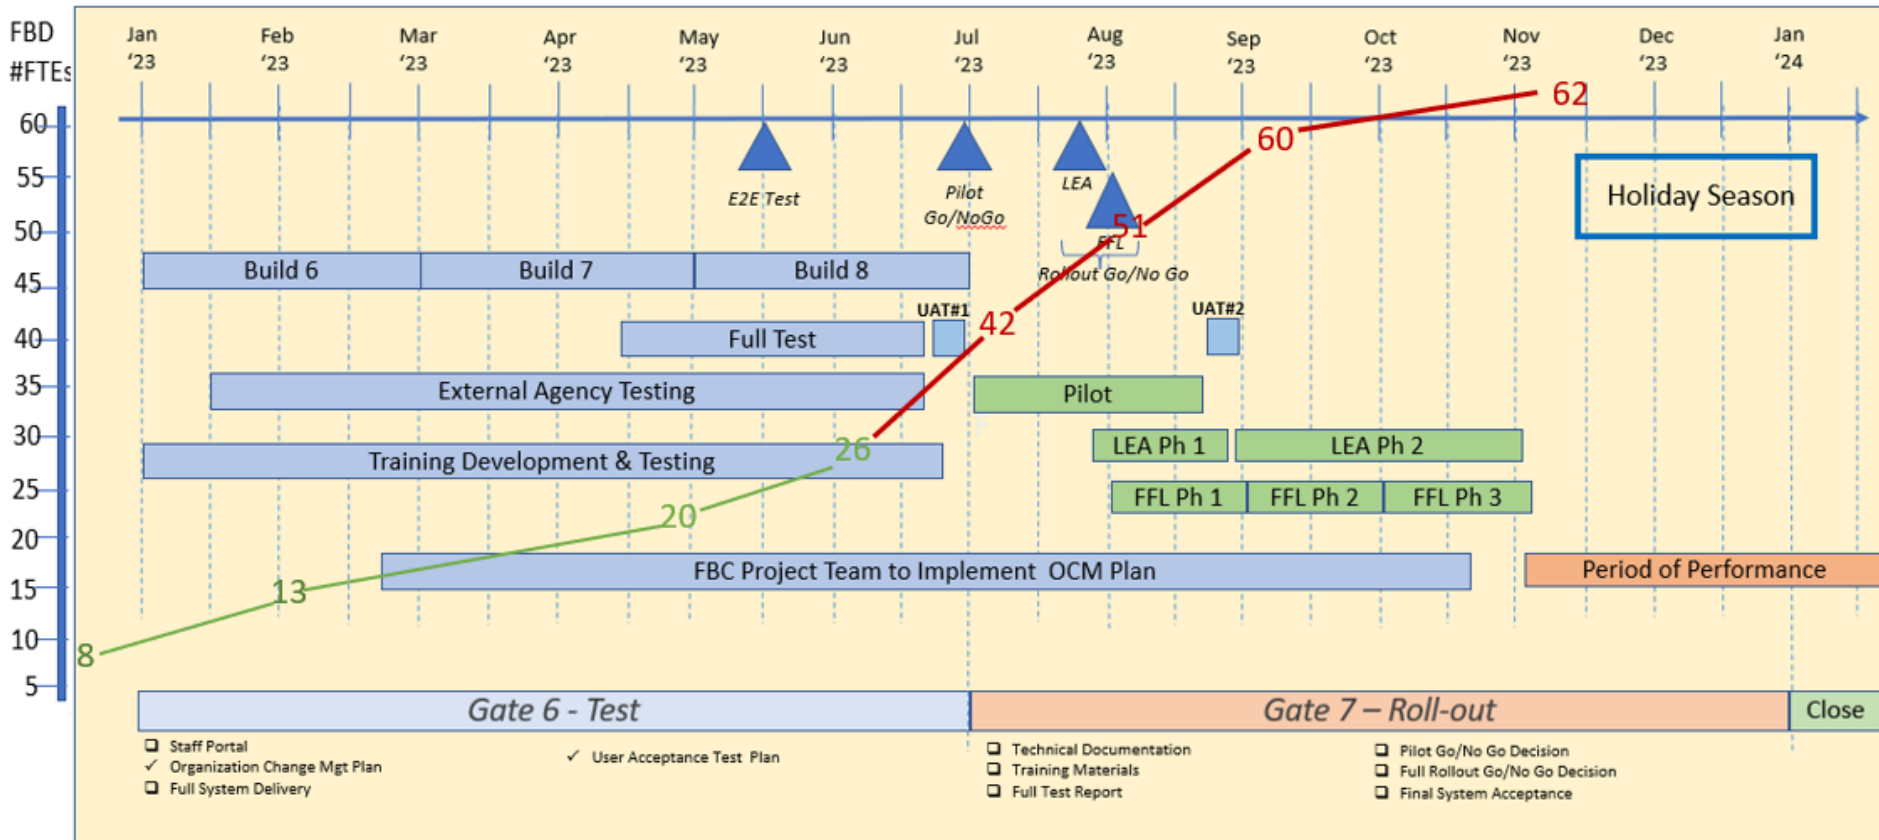 FBD
#FTEs
Jan
'23
Feb
'23
Mar
'23
Apr
'23
May
'23
Jun
'23
Jul
'23
Aug
'23
Sep
'23
Oct
'23
Nov
'23
Dec
'23
Jan
'24
60
55
50
45
40
35
30
25
20
15
10
5
62
60
51
42
26
20
13
8
E2E Test
Pilot
Go/NoGo
LEA
FFL
Rollout Go/No Go
Holiday Season
Build 6
Build 7
Build 8
UAT#1
UAT#2
Full Test
External Agency Testing
Pilot
Training Development & Testing
LEA Ph 1
LEA Ph 2
FFL Ph 1
FFL Ph 2
FFL Ph 3
FBC Project Team to Implement OCM Plan
Period of Performance
Gate 6 - Test
Gate 7 – Roll-out
Close
❑ Staff Portal
✓ Organization Change Mgt Plan
❑ Full System Delivery
✓ User Acceptance Test Plan
❑ Technical Documentation
❑ Training Materials
❑ Full Test Report
❑ Pilot Go/No Go Decision
❑ Full Rollout Go/No Go Decision
❑ Final System Acceptance